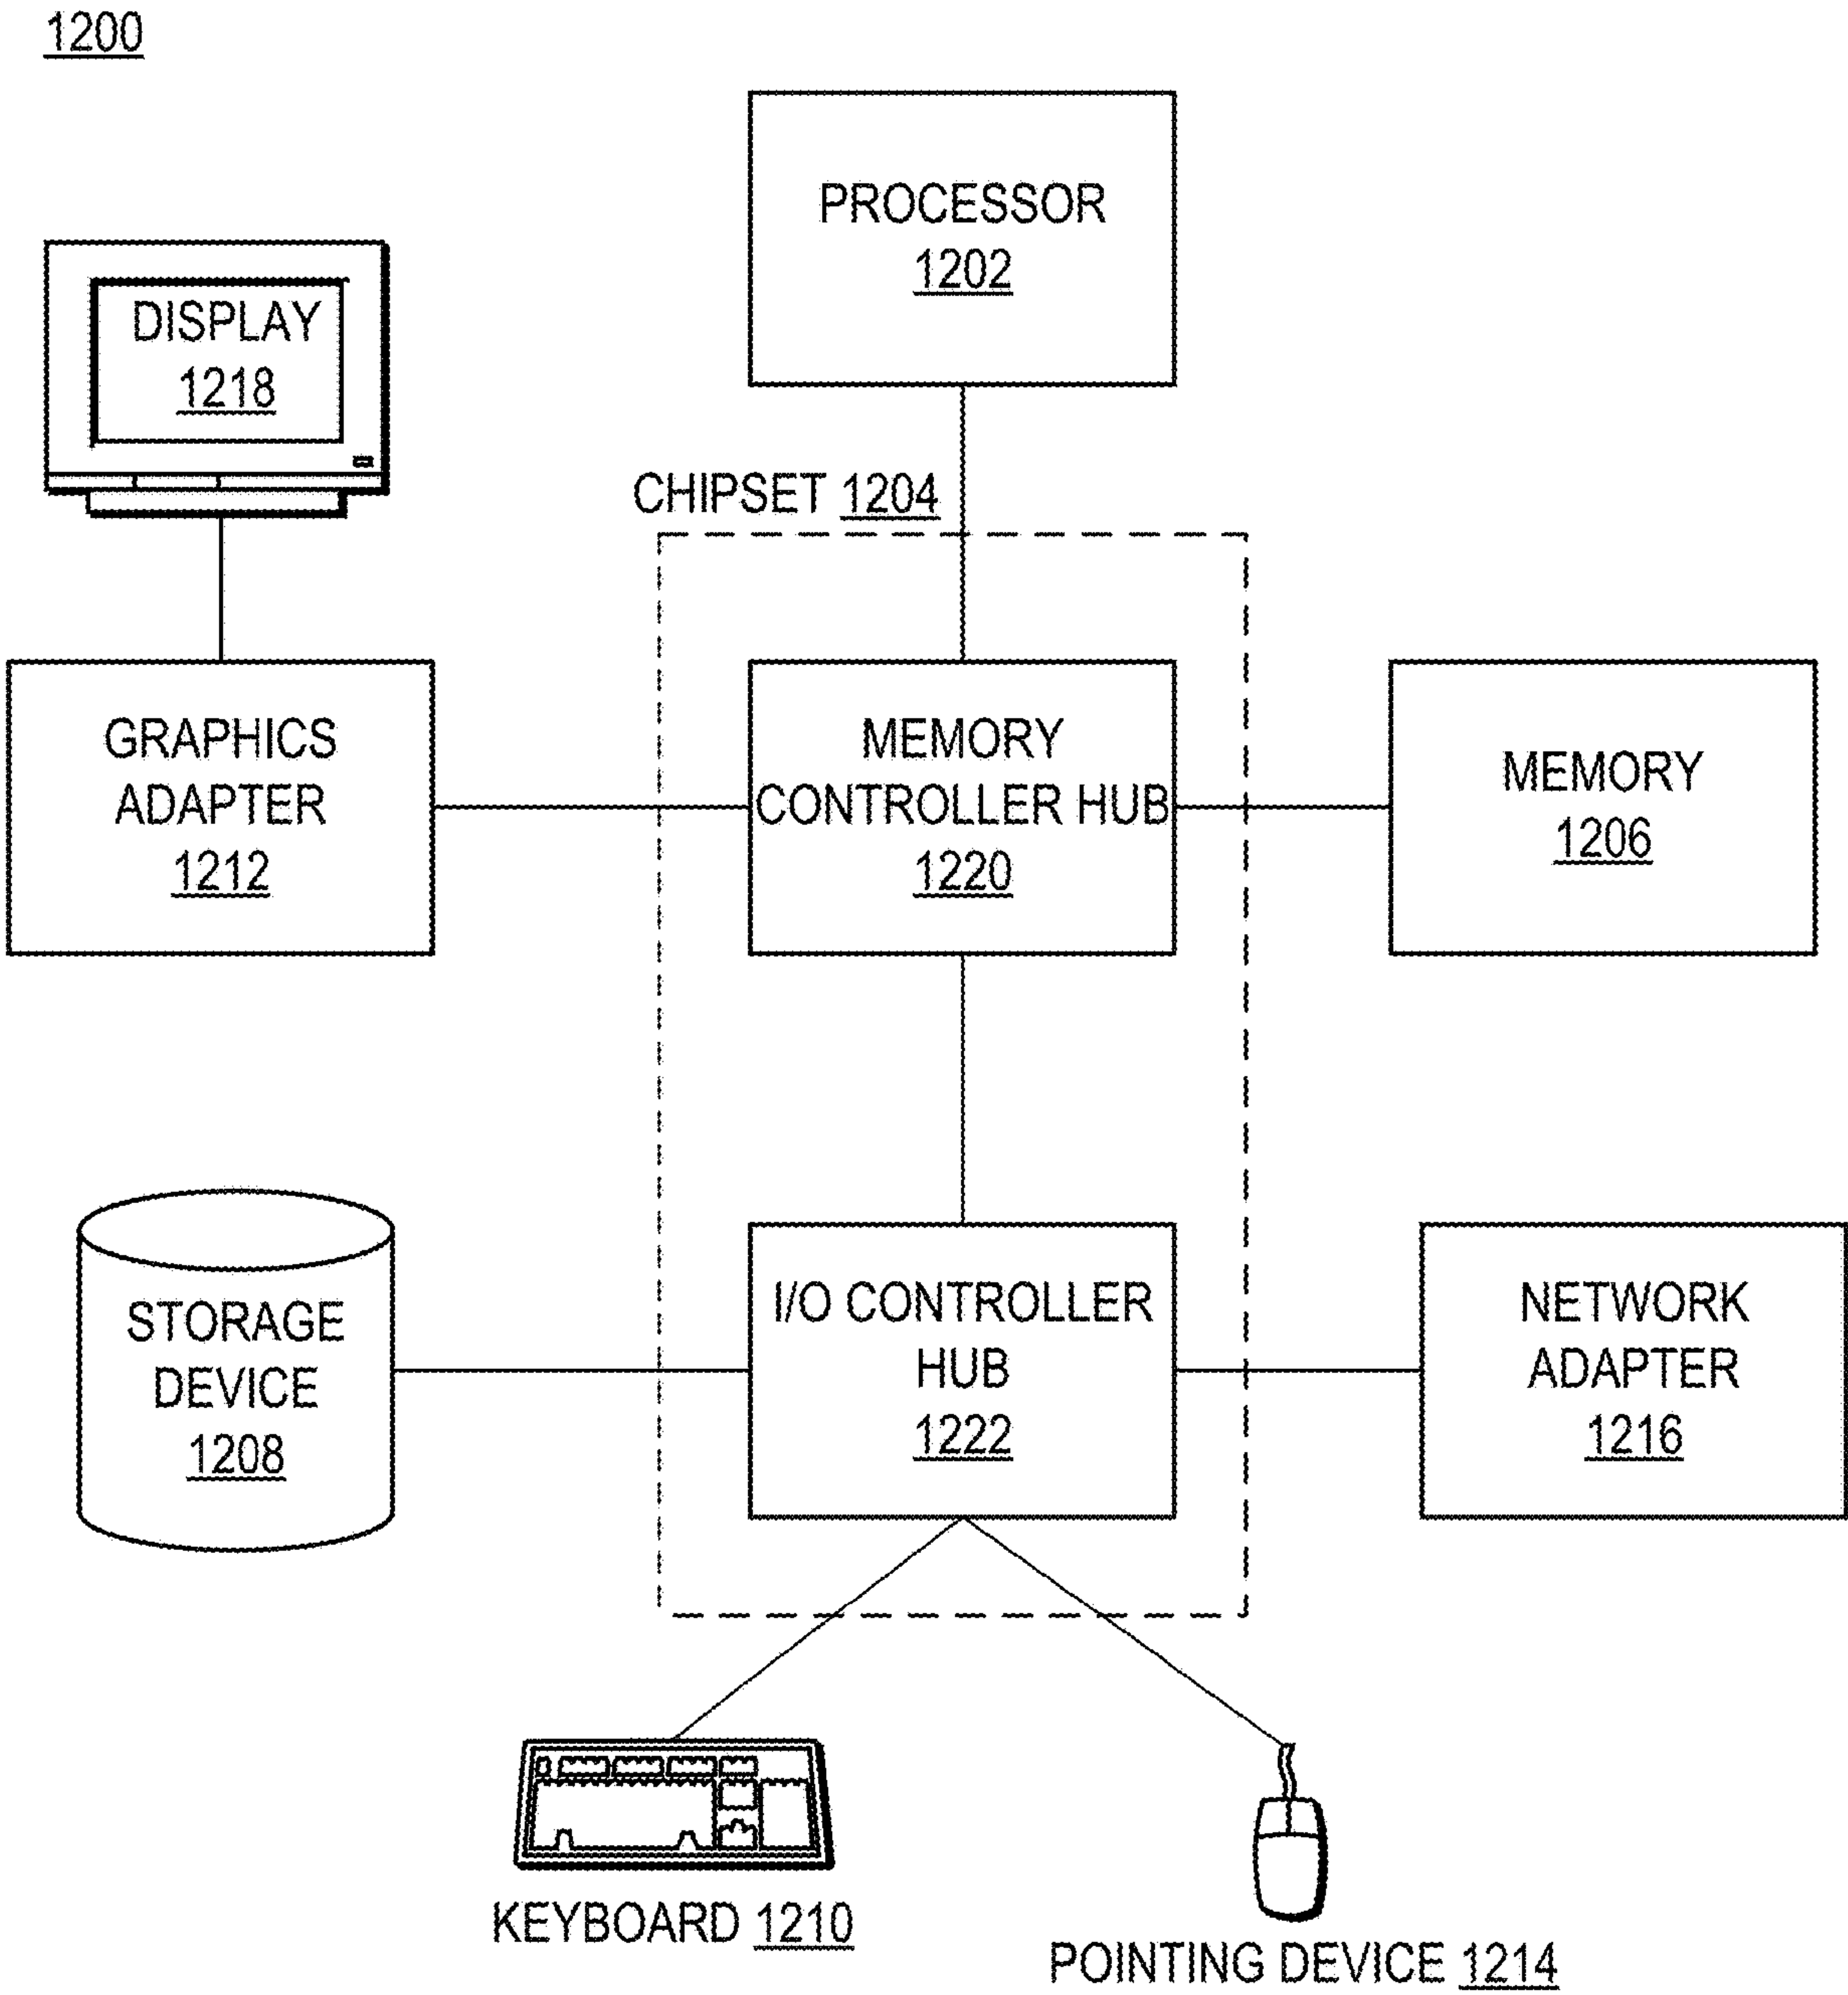 1200
PROCESSOR
1202
DISPLAY
1218
CHIPSET 1204
GRAPHICS
ADAPTER
1212
MEMORY
CONTROLLER HUB
1220
MEMORY
1206
STORAGE
DEVICE
1208
I/O CONTROLLER
HUB
1222
NETWORK
ADAPTER
1216
KEYBOARD 1210
POINTING DEVICE 1214